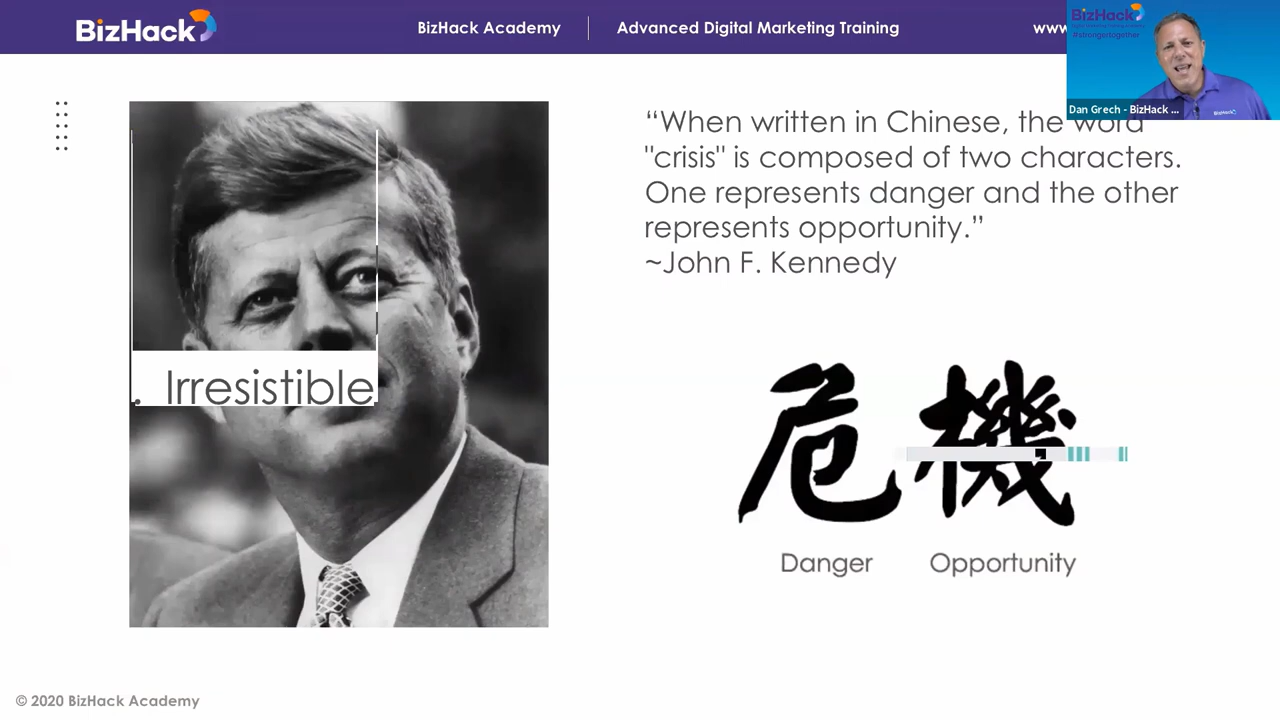 BizHack
BizHack Academy
Advanced Digital Marketing Training
www
BizHack
#strongertogether
Dan Grech - BizHack ...
BizHack
“When written in Chinese, the word
"crisis" is composed of two characters.
One represents danger and the other
represents opportunity.”
~John F. Kennedy
. Irresistible
危機
Danger Opportunity
© 2020 BizHack Academy